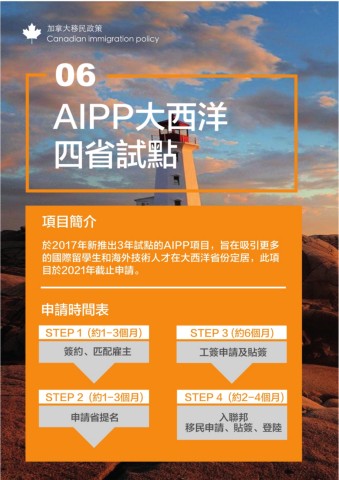 加拿大移民政策
Canadian immigration policy
06
AIPP大西洋
四省試點
項目簡介
於2017年新推出3年試點的AIPP項目，旨在吸引更多
的國際留學生和海外技術人才在大西洋省份定居，此項
目於2021年截止申請。
申請時間表
STEP 1（約1-3個月）
簽約、匹配雇主
STEP 2（約1-3個月）
申請省提名
STEP 3 (約6個月）
工簽申請及貼簽
STEP 4（約2-4個月）
入聯邦
移民申請、貼簽、登陸